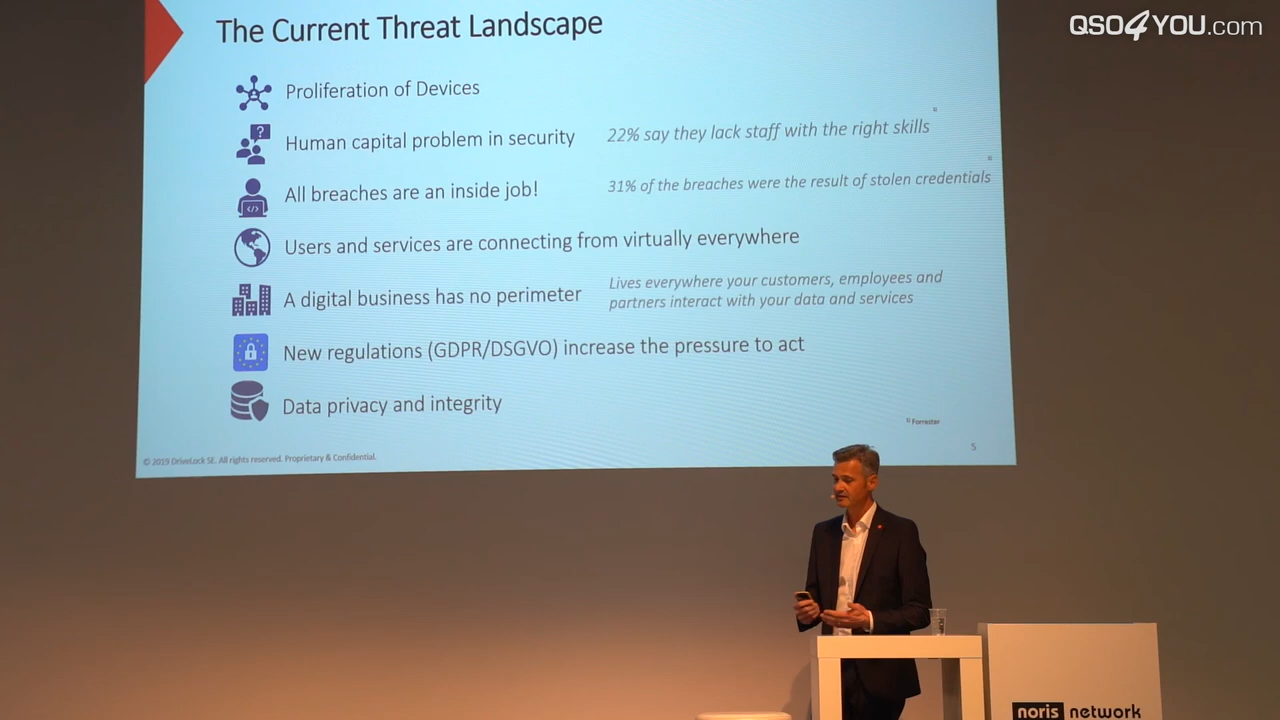 QSO4YOU.com
The Current Threat Landscape
Proliferation of Devices
Human capital problem in security
22% say they lack staff with the right skills
All breaches are an inside job!
31% of the breaches were the result of stolen credentials
Users and services are connecting from virtually everywhere
A digital business has no perimeter
Lives everywhere your customers, employees and
partners interact with your data and services
New regulations (GDPR/DSGVO) increase the pressure to act
Data privacy and integrity
Forrester
© 2019 DriveLock SE. All rights reserved. Proprietary & Confidential.
5
noris network